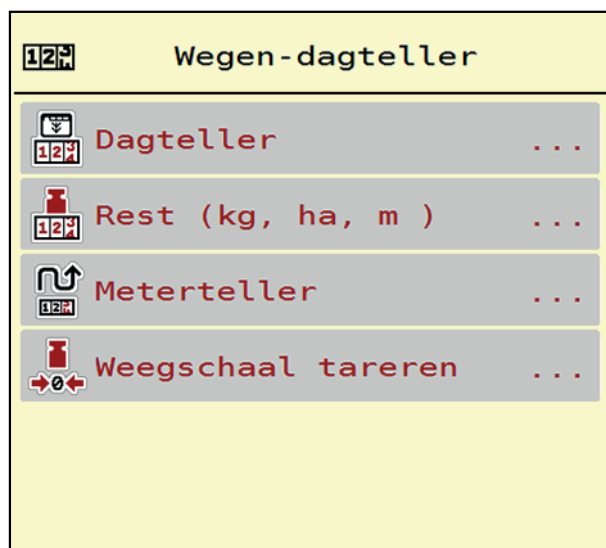 Wegen-dagteller
Dagteller ...
Rest (kg, ha, m ) ...
Meterteller ...
Weegschaal tareren ...